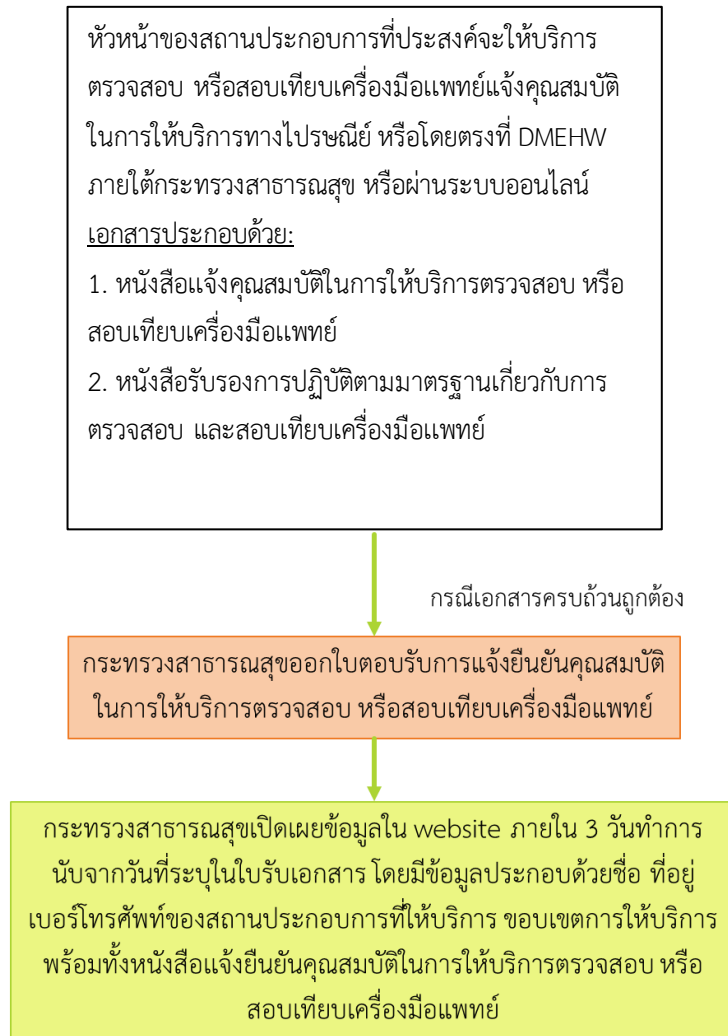 หัวหน้าของสถานประกอบการที่ประสงค์จะให้บริการ
ตรวจสอบ หรือสอบเทียบเครื่องมือแพทย์แจ้งคุณสมบัติ
ในการให้บริการทางไปรษณีย์ หรือโดยตรงที่ DMEHW
ภายใต้กระทรวงสาธารณสุข หรือผ่านระบบออนไลน์
เอกสารประกอบด้วย:
1. หนังสือแจ้งคุณสมบัติในการให้บริการตรวจสอบ หรือ
สอบเทียบเครื่องมือแพทย์
2. หนังสือรับรองการปฏิบัติตามมาตรฐานเกี่ยวกับการ
ตรวจสอบ และสอบเทียบเครื่องมือแพทย์
กรณีเอกสารครบถ้วนถูกต้อง
กระทรวงสาธารณสุขออกใบตอบรับการแจ้งยืนยันคุณสมบัติ
ในการให้บริการตรวจสอบ หรือสอบเทียบเครื่องมือแพทย์
กระทรวงสาธารณสุขเปิดเผยข้อมูลใน website ภายใน 3 วันทำการ
นับจากวันที่ระบุในใบรับเอกสาร โดยมีข้อมูลประกอบด้วยชื่อ ที่อยู่
เบอร์โทรศัพท์ของสถานประกอบการที่ให้บริการ ขอบเขตการให้บริการ
พร้อมทั้งหนังสือแจ้งยืนยันคุณสมบัติในการให้บริการตรวจสอบ หรือ
สอบเทียบเครื่องมือแพทย์